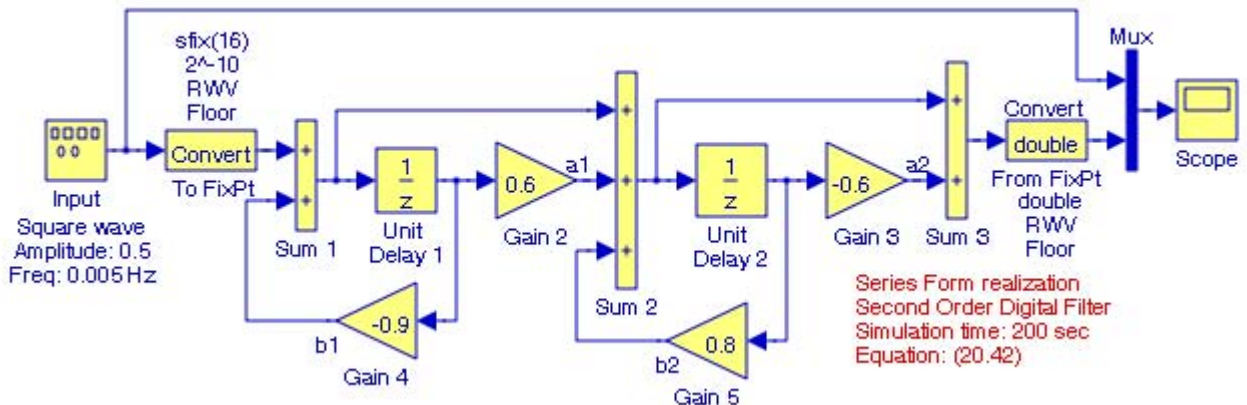 sfix(16)
2^-10
RWV
Floor
Mux
Convert
To FixPt
Input
Square wave
Amplitude: 0.5
Freq: 0.005 Hz
+
+
Sum 1
1
z
Unit
Delay 1
0.6
a1
Gain 2
-0.9
b1
Gain 4
+
+
+
Sum 2
1
z
Unit
Delay 2
-0.6
a2
Gain 3
0.8
b2
Gain 5
+
+
Sum 3
Convert
double
From FixPt
double
RWV
Floor
Scope
Series Form realization
Second Order Digital Filter
Simulation time: 200 sec
Equation: (20.42)